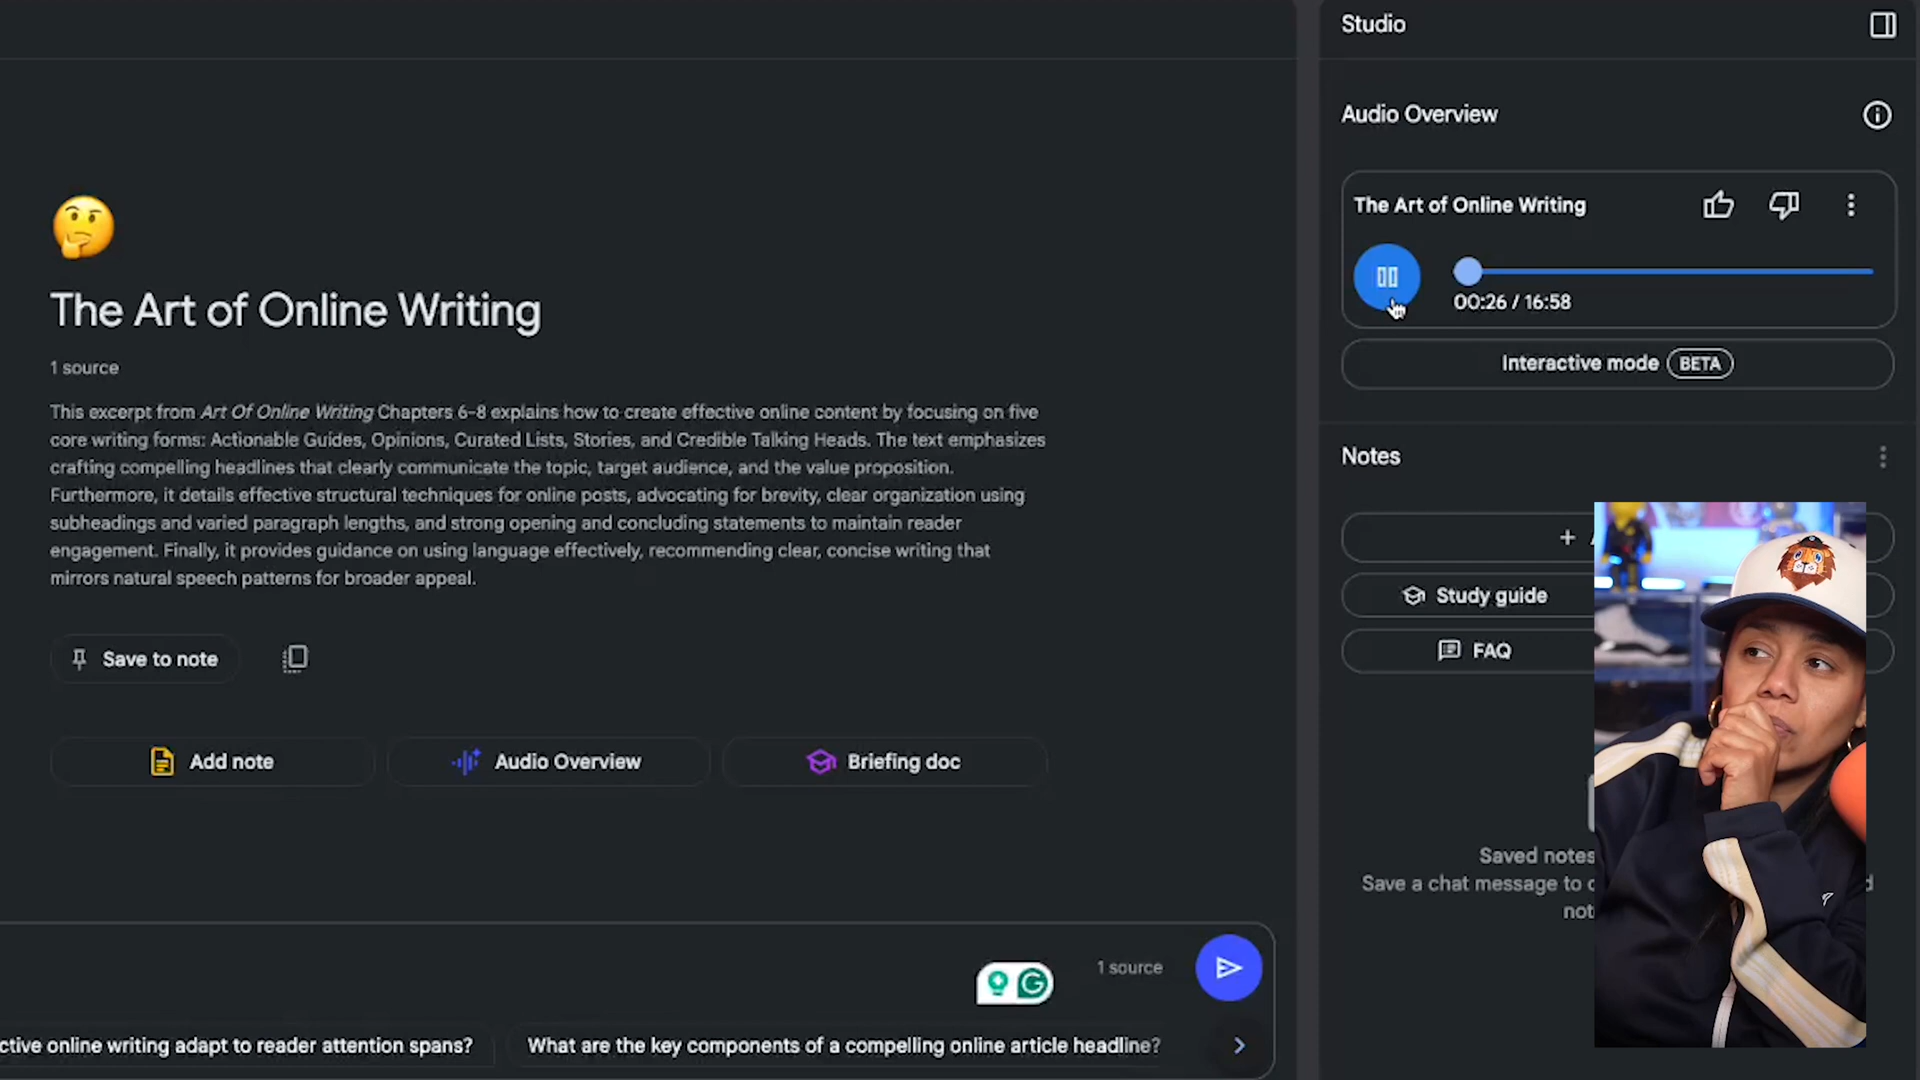 Studio
Audio Overview
The Art of Online Writing
00:26 / 16:58
Interactive mode BETA
The Art of Online Writing
1 source
This excerpt from Art Of Online Writing Chapters 6-8 explains how to create effective online content by focusing on five
core writing forms: Actionable Guides, Opinions, Curated Lists, Stories, and Credible Talking Heads. The text emphasizes
crafting compelling headlines that clearly communicate the topic, target audience, and the value proposition.
Furthermore, it details effective structural techniques for online posts, advocating for brevity, clear organization using
subheadings and varied paragraph lengths, and strong opening and concluding statements to maintain reader
engagement. Finally, it provides guidance on using language effectively, recommending clear, concise writing that
mirrors natural speech patterns for broader appeal.
Save to note
Add note
Audio Overview
Briefing doc
Notes
+
Study guide
FAQ
Saved notes
Save a chat message to
1 source
ctive online writing adapt to reader attention spans?
What are the key components of a compelling online article headline?